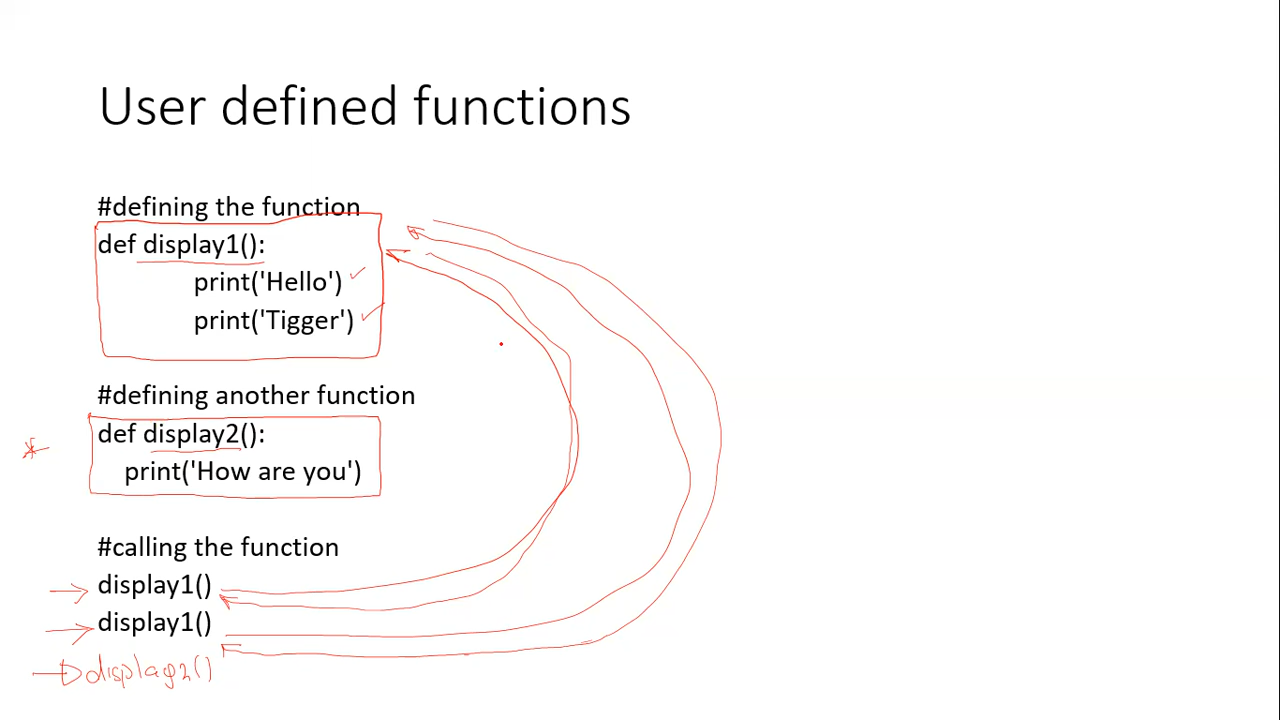 User defined functions
#defining the function
def display1():
print('Hello')
print('Tigger')
#defining another function
def display2():
print('How are you')
#calling the function
display1()
display1()
display2()